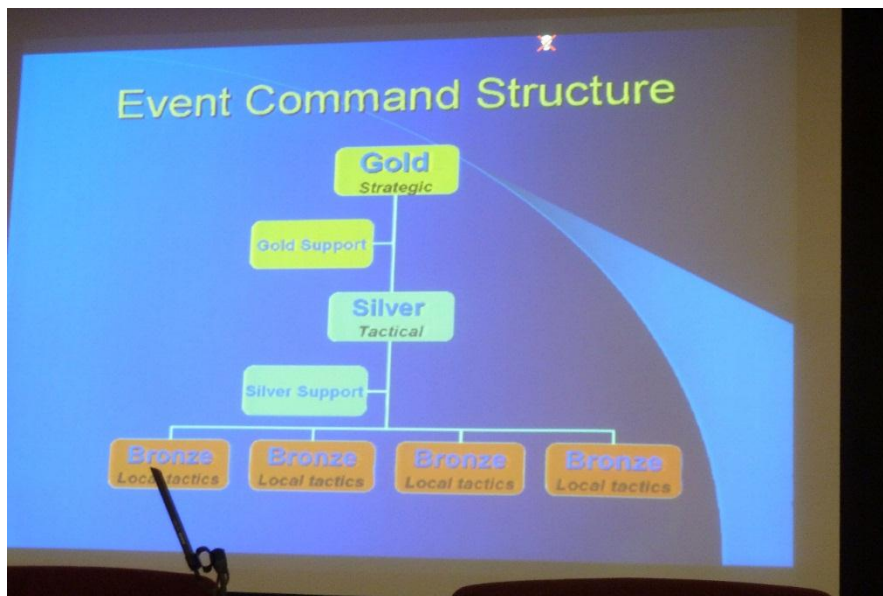 Event Command Structure
Gold
Strategic
Gold Support
Silver
Tactical
Silver Support
Bronze
Local tactics
Bronze
Local tactics
Bronze
Local tactics
Bronze
Local tactics